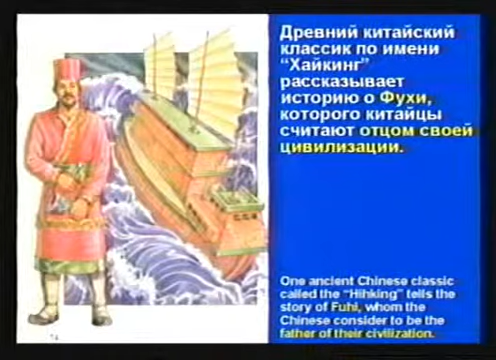 Древний китайский
классик по имени
“Хайкинг”
рассказывает
историю о Фухи,
которого китайцы
считают отцом своей
цивилизации.
One ancient Chinese classic
called the “Hihking” tells the
story of Fuhi, whom the
Chinese consider to be the
father of their civilization.